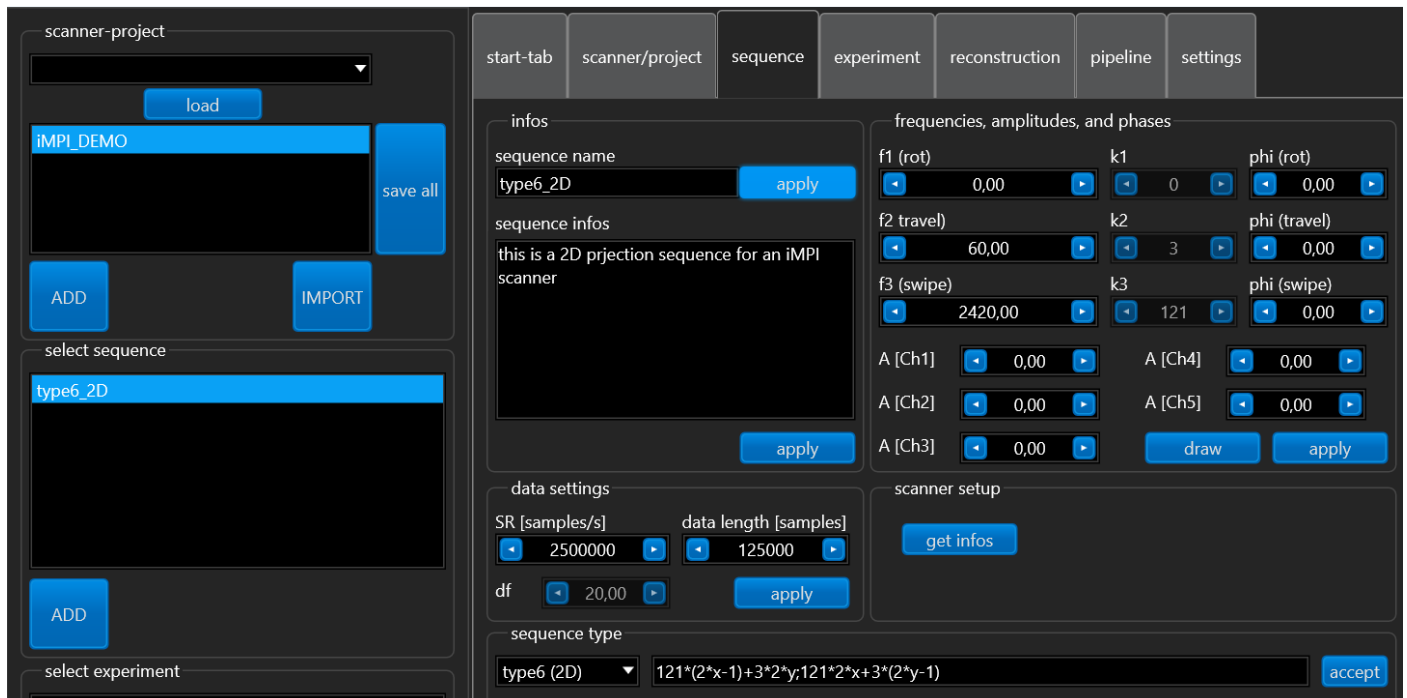 scanner-project
load
iMPI_DEMO
save all
ADD
IMPORT
select sequence
type6_2D
ADD
select experiment
start-tab
scanner/project
sequence
experiment
reconstruction
pipeline
settings
infos
sequence name
type6_2D
apply
sequence infos
this is a 2D prjection sequence for an iMPI
scanner
apply
frequencies, amplitudes, and phases
f1 (rot) k1 phi (rot)
0,00 0 0,00
f2 travel) k2 phi (travel)
60,00 3 0,00
f3 (swipe) k3 phi (swipe)
2420,00 121 0,00
A [Ch1] 0,00 A [Ch4] 0,00
A [Ch2] 0,00 A [Ch5] 0,00
A [Ch3] 0,00 draw apply
data settings
SR [samples/s] data length [samples]
2500000 125000
df 20,00 apply
scanner setup
get infos
sequence type
type6 (2D) 121*(2*x-1)+3*2*y;121*2*x+3*(2*y-1) accept